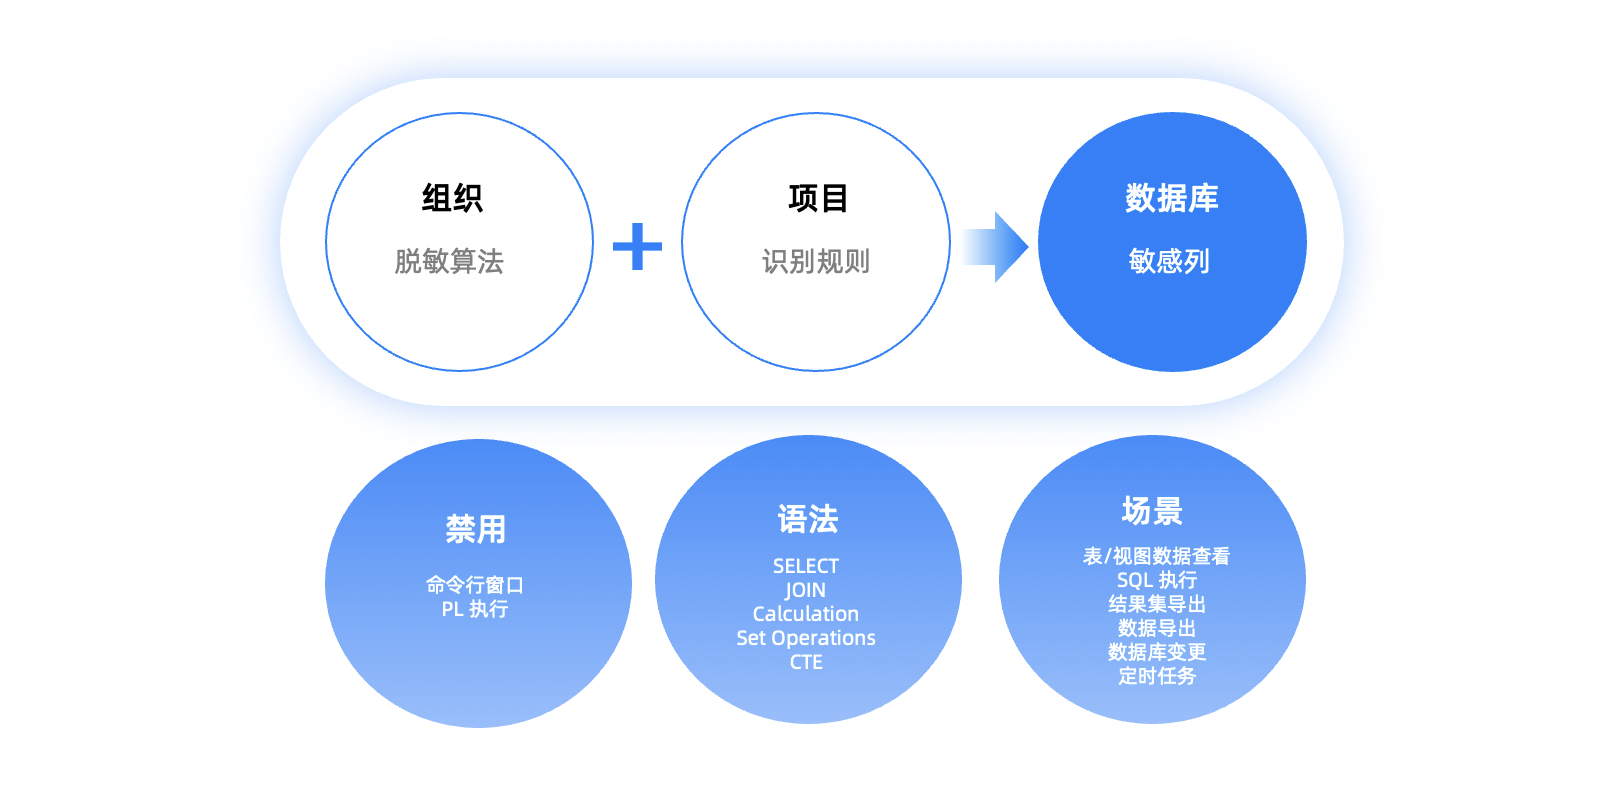 组织
脱敏算法
项目
识别规则
数据库
敏感列
禁用
命令行窗口
PL 执行
语法
SELECT
JOIN
Calculation
Set Operations
CTE
场景
表/视图数据查看
SQL 执行
结果集导出
数据导出
数据库变更
定时任务